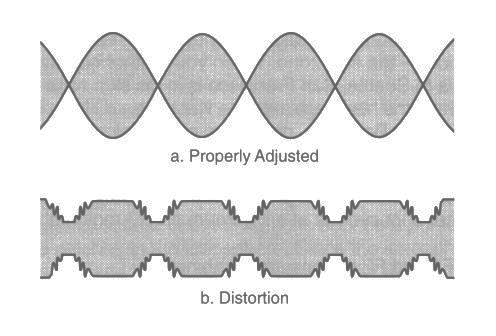 a. Properly Adjusted
b. Distortion